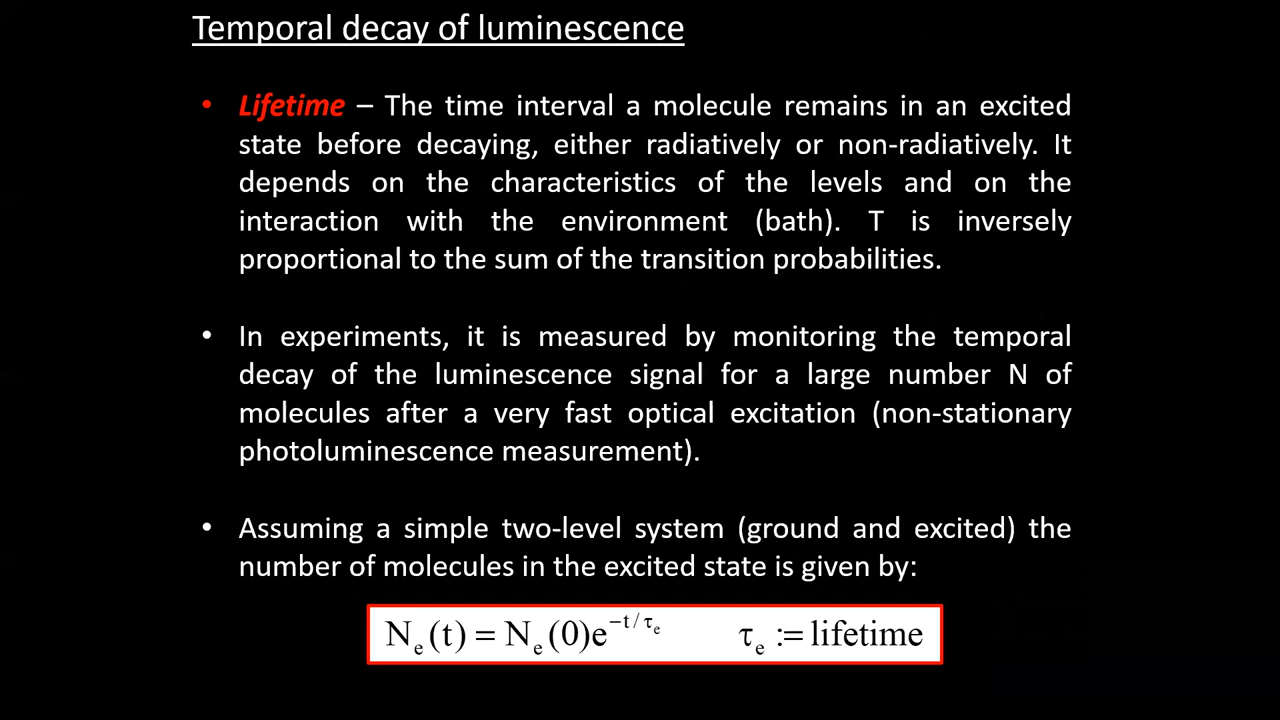 Temporal decay of luminescence
• Lifetime – The time interval a molecule remains in an excited
state before decaying, either radiatively or non-radiatively. It
depends on the characteristics of the levels and on the
interaction with the environment (bath). T is inversely
proportional to the sum of the transition probabilities.
• In experiments, it is measured by monitoring the temporal
decay of the luminescence signal for a large number N of
molecules after a very fast optical excitation (non-stationary
photoluminescence measurement).
• Assuming a simple two-level system (ground and excited) the
number of molecules in the excited state is given by:
Nₑ(t) = Nₑ(0)e^{−t/τₑ} τₑ := lifetime